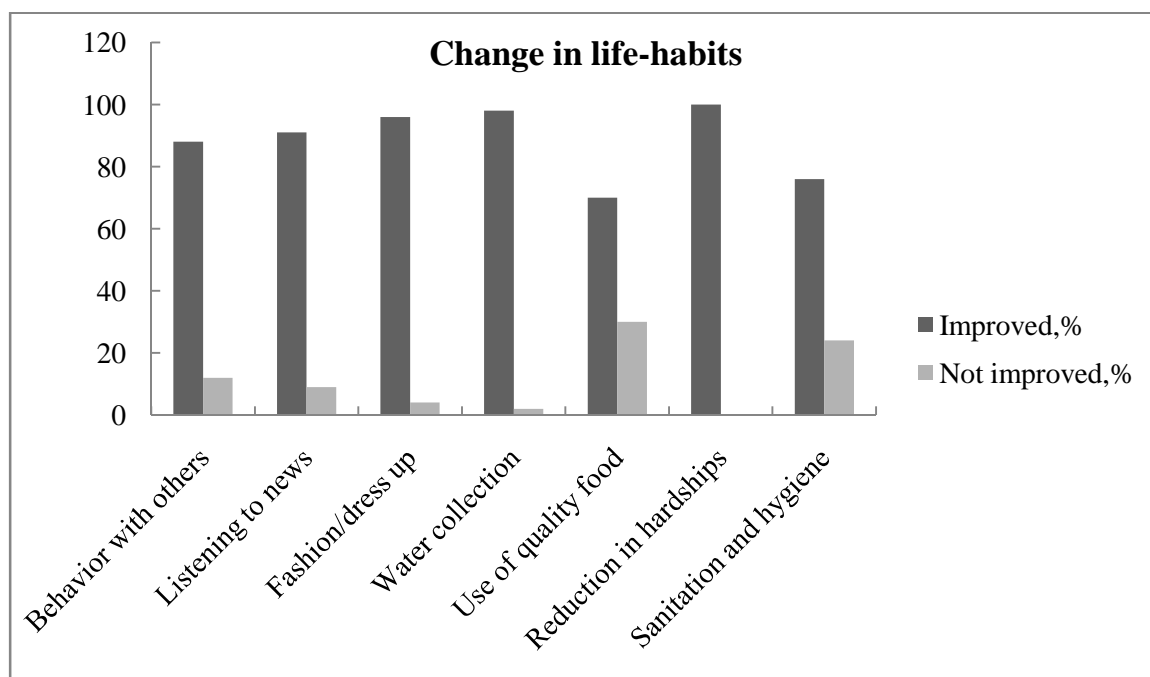 Change in life-habits
120
100
80
60
40
20
0
Improved,%
Not improved,%
Behavior with others
Listening to news
Fashion/dress up
Water collection
Use of quality food
Reduction in hardships
Sanitation and hygiene